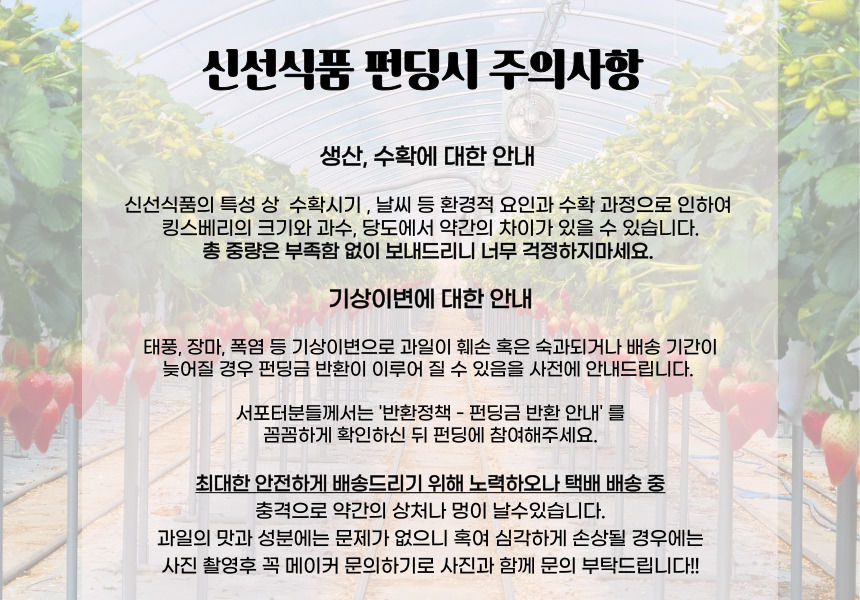 신선식품 펀딩시 주의사항
생산, 수확에 대한 안내
신선식품의 특성 상  수확시기 , 날씨 등 환경적 요인과 수확 과정으로 인하여
킹스베리의 크기와 과수, 당도에서 약간의 차이가 있을 수 있습니다.
총 중량은 부족함 없이 보내드리니 너무 걱정하지마세요.
기상이변에 대한 안내
태풍, 장마, 폭염 등 기상이변으로 과일이 훼손 혹은 숙과되거나 배송 기간이
늦어질 경우 펀딩금 반환이 이루어 질 수 있음을 사전에 안내드립니다.
서포터분들께서는 '반환정책 - 펀딩금 반환 안내' 를
꼼꼼하게 확인하신 뒤 펀딩에 참여해주세요.
최대한 안전하게 배송드리기 위해 노력하오나 택배 배송 중
충격으로 약간의 상처나 멍이 날수있습니다.
과일의 맛과 성분에는 문제가 없으니 혹여 심각하게 손상될 경우에는
사진 촬영후 꼭 메이커 문의하기로 사진과 함께 문의 부탁드립니다!!